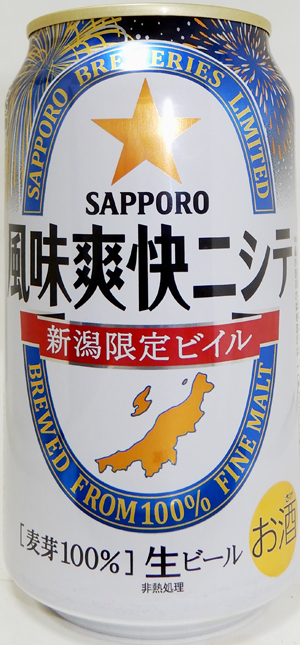 SAPPORO BREWERIES LIMITED
SAPPORO
風味爽快ニシテ
新潟限定ビイル
BREWED FROM 100% FINE MALT
[麦芽100%]生ビール
非熱処理
お酒